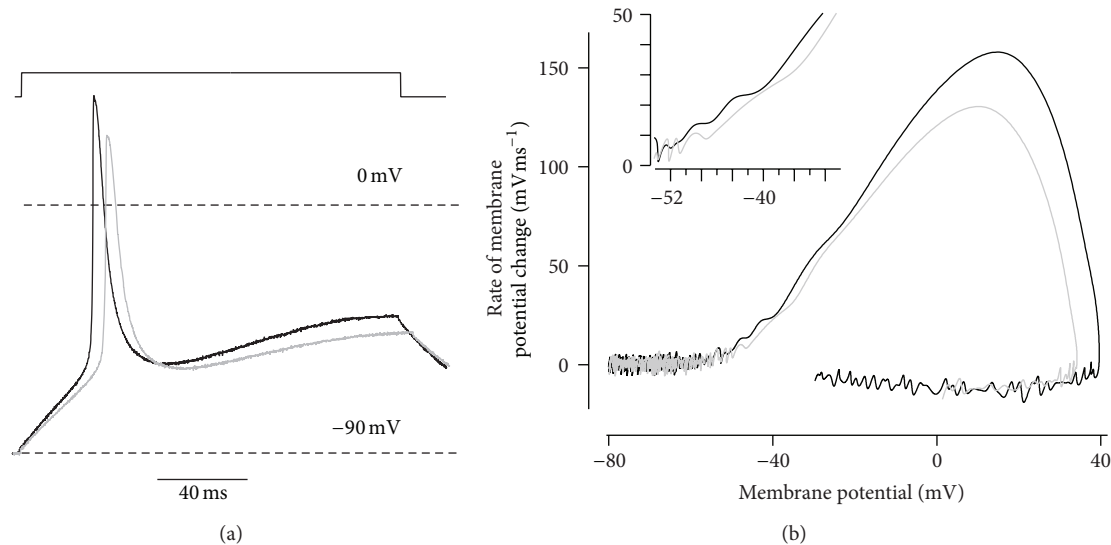 0 mV
−90 mV
40 ms
(a)
50
0
−52
−40
150
100
50
0
Rate of membrane
potential change (mV ms⁻¹)
−80
−40
0
40
Membrane potential (mV)
(b)